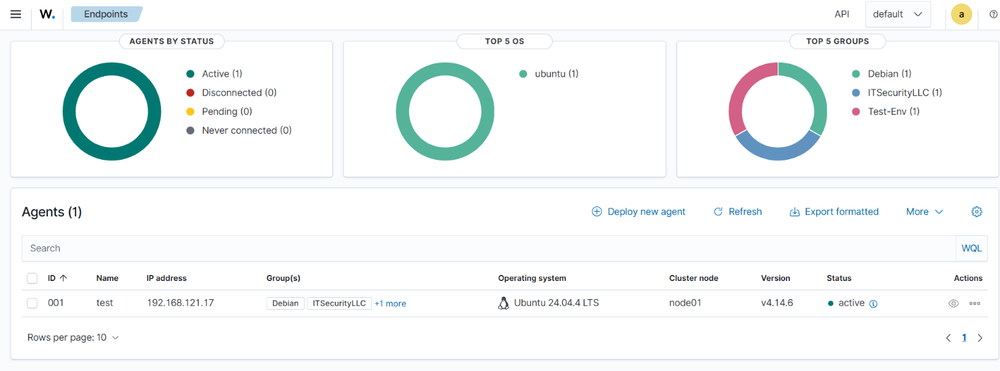 W. Endpoints API default a
AGENTS BY STATUS TOP 5 OS TOP 5 GROUPS
Active (1) ubuntu (1) Debian (1)
Disconnected (0) ITSecurityLLC (1)
Pending (0) Test-Env (1)
Never connected (0)
Agents (1) Deploy new agent Refresh Export formatted More
Search WQL
ID Name IP address Group(s) Operating system Cluster node Version Status Actions
001 test 192.168.121.17 Debian ITSecurityLLC +1 more Ubuntu 24.04.4 LTS node01 v4.14.6 active
Rows per page: 10 1